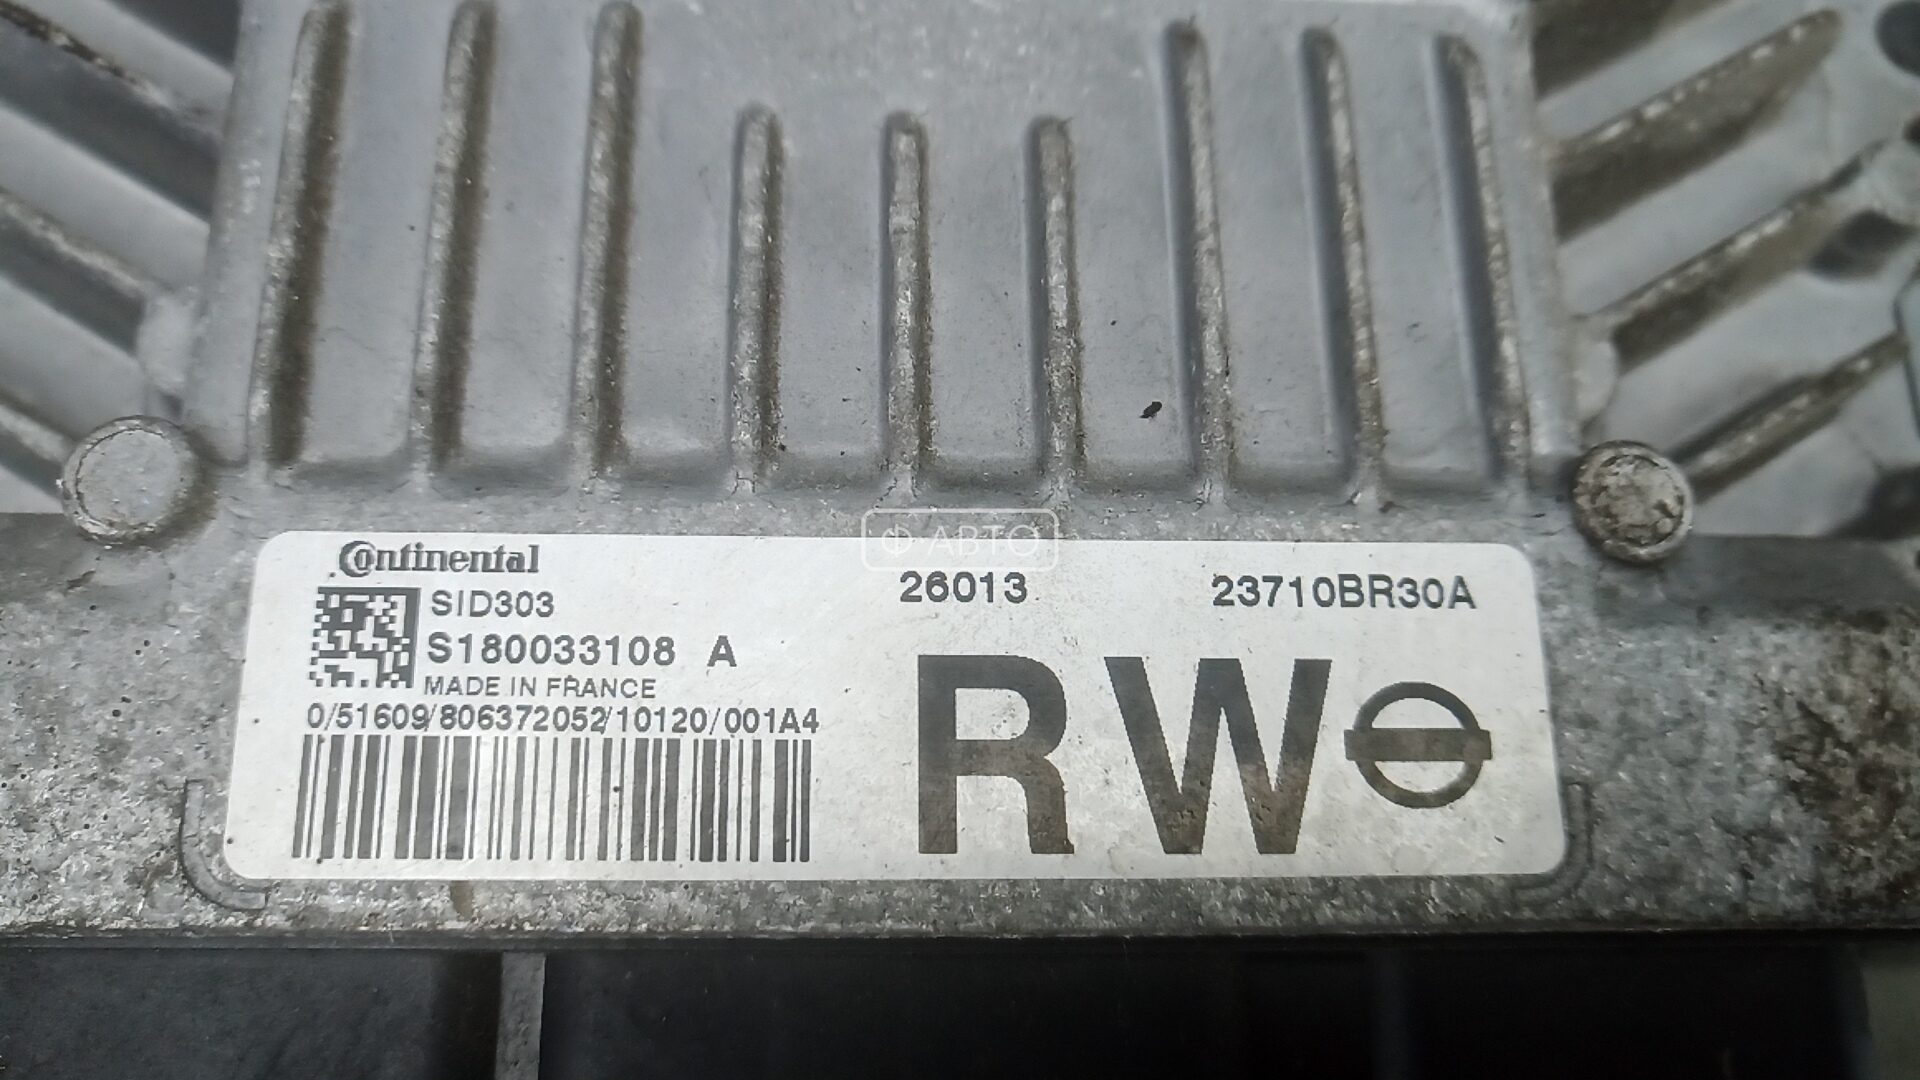 Ф АВТО
Continental
SID303
S180033108 A
MADE IN FRANCE
0/51609/806372052/10120/001A4
26013
23710BR30A
RW